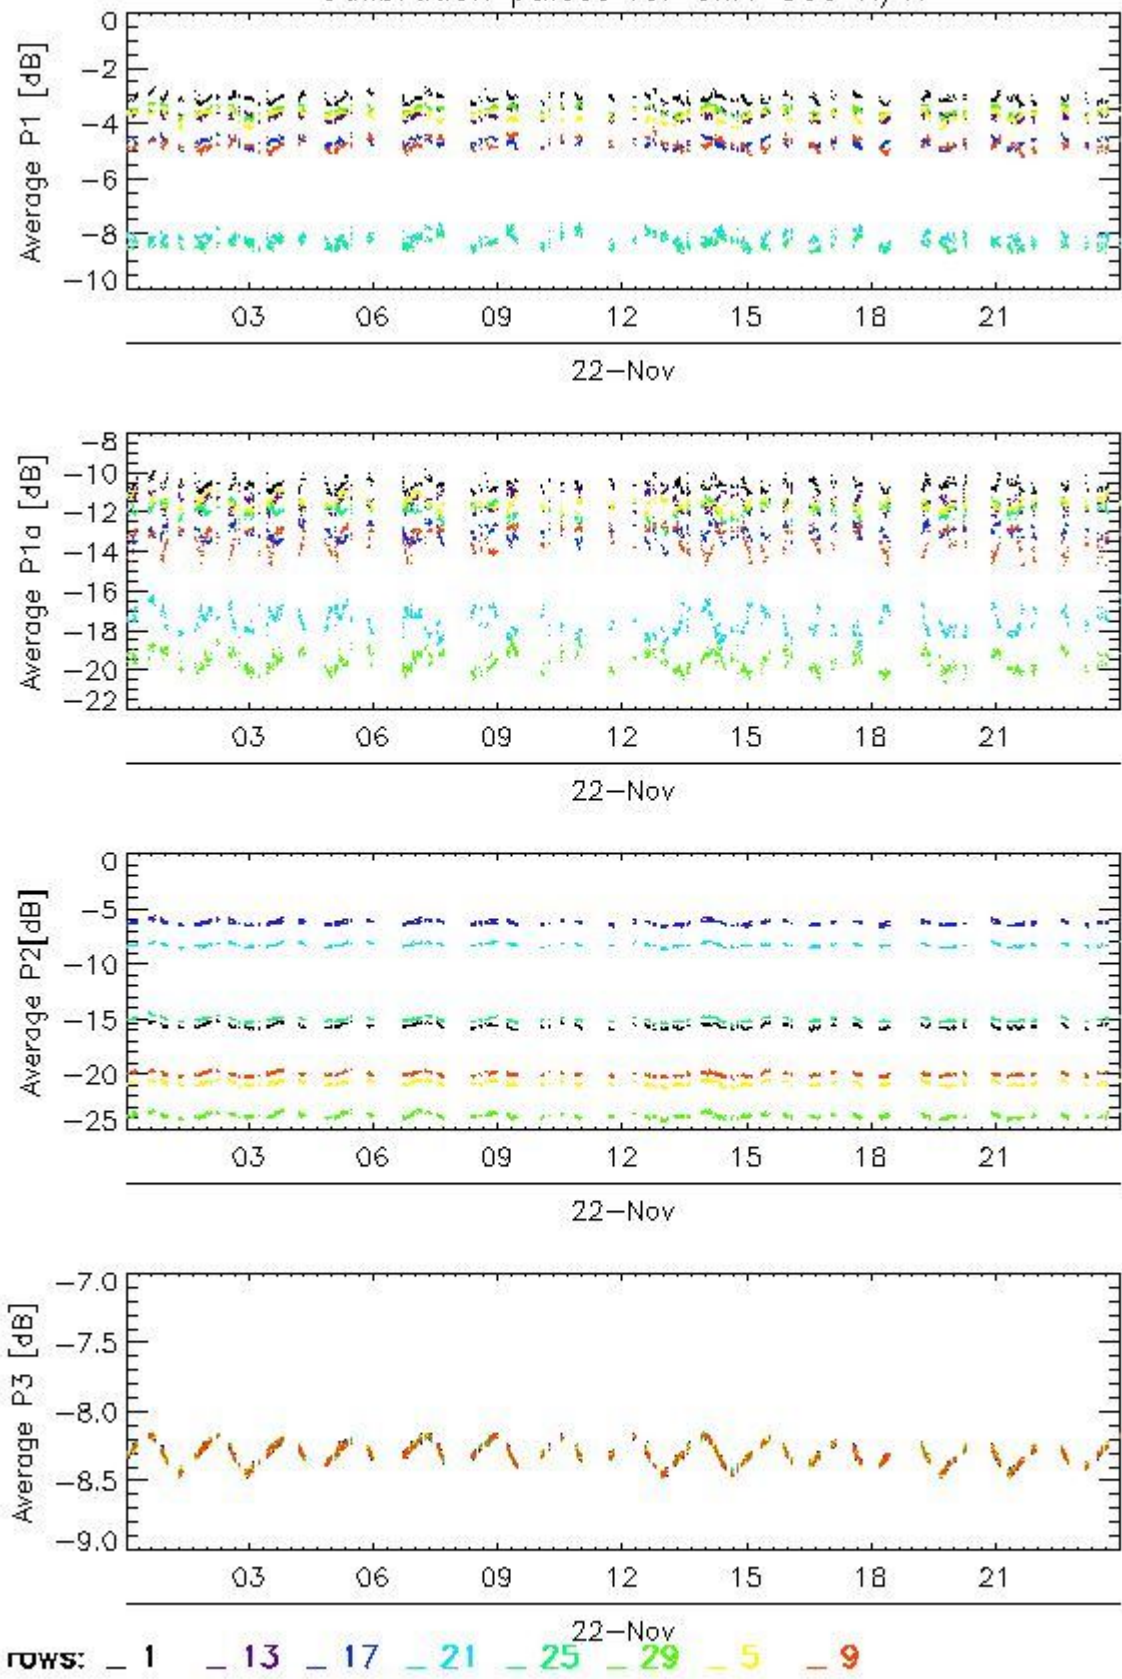 0
−2
−4
−6
−8
−10
Average P1 [dB]
03 06 09 12 15 18 21
22−Nov
−8
−10
−12
−14
−16
−18
−20
−22
Average P1a [dB]
03 06 09 12 15 18 21
22−Nov
0
−5
−10
−15
−20
−25
Average P2[dB]
03 06 09 12 15 18 21
22−Nov
−7.0
−7.5
−8.0
−8.5
−9.0
Average P3 [dB]
03 06 09 12 15 18 21
22−Nov
rows: _ 1 _ 13 _ 17 _ 21 _ 25 _ 29 _ 5 _ 9